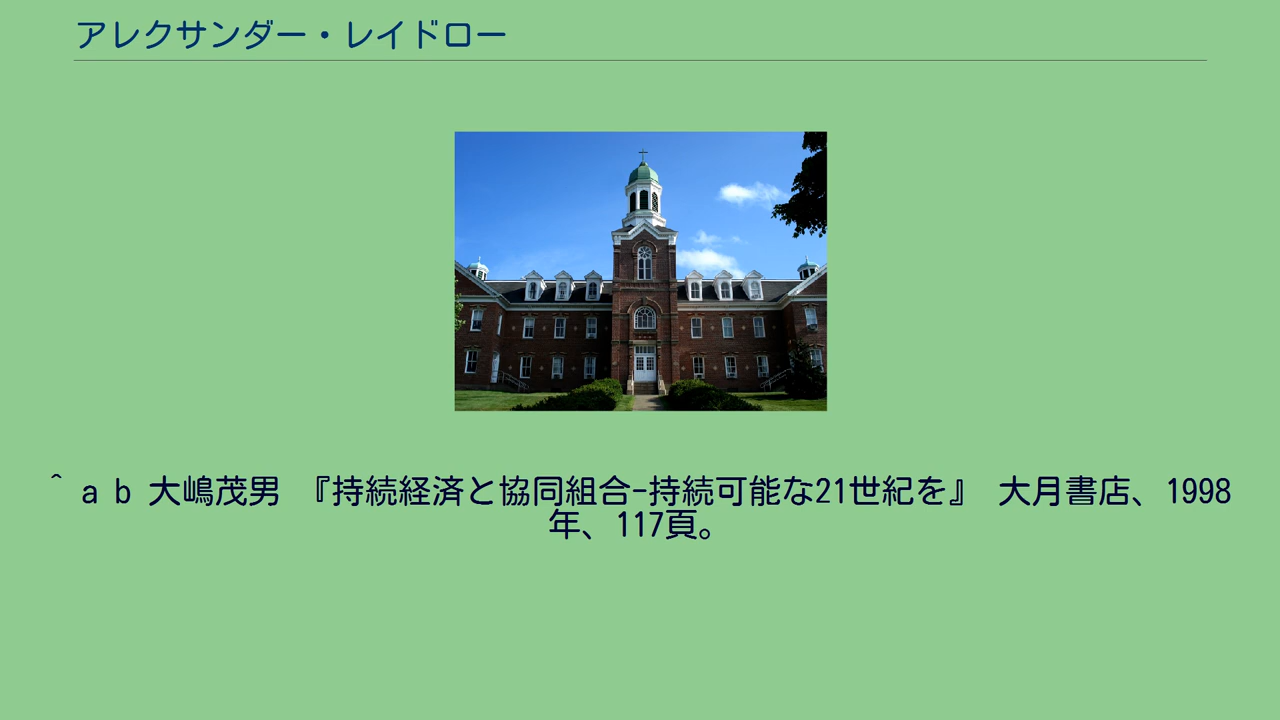 アレクサンダー・レイドロー
^ a b 大嶋茂男 『持続経済と協同組合-持続可能な21世紀を』 大月書店、1998
年、117頁。